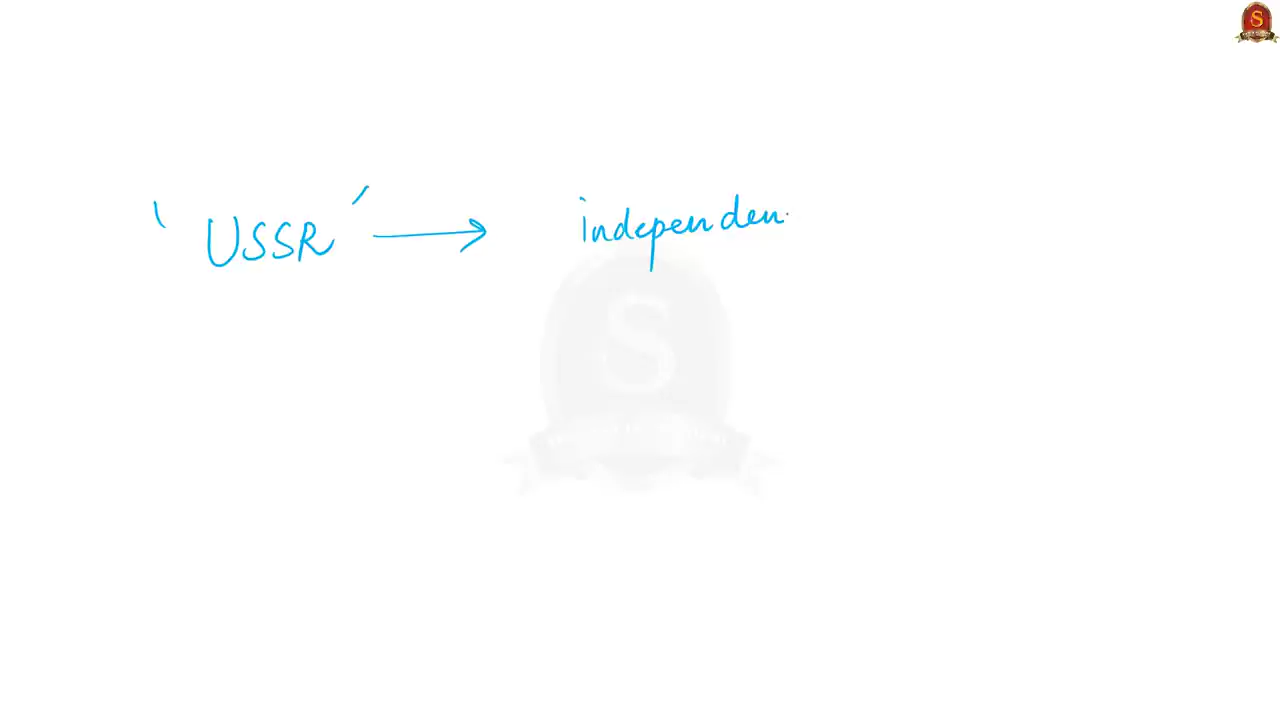 ' USSR ' → independen
S
S